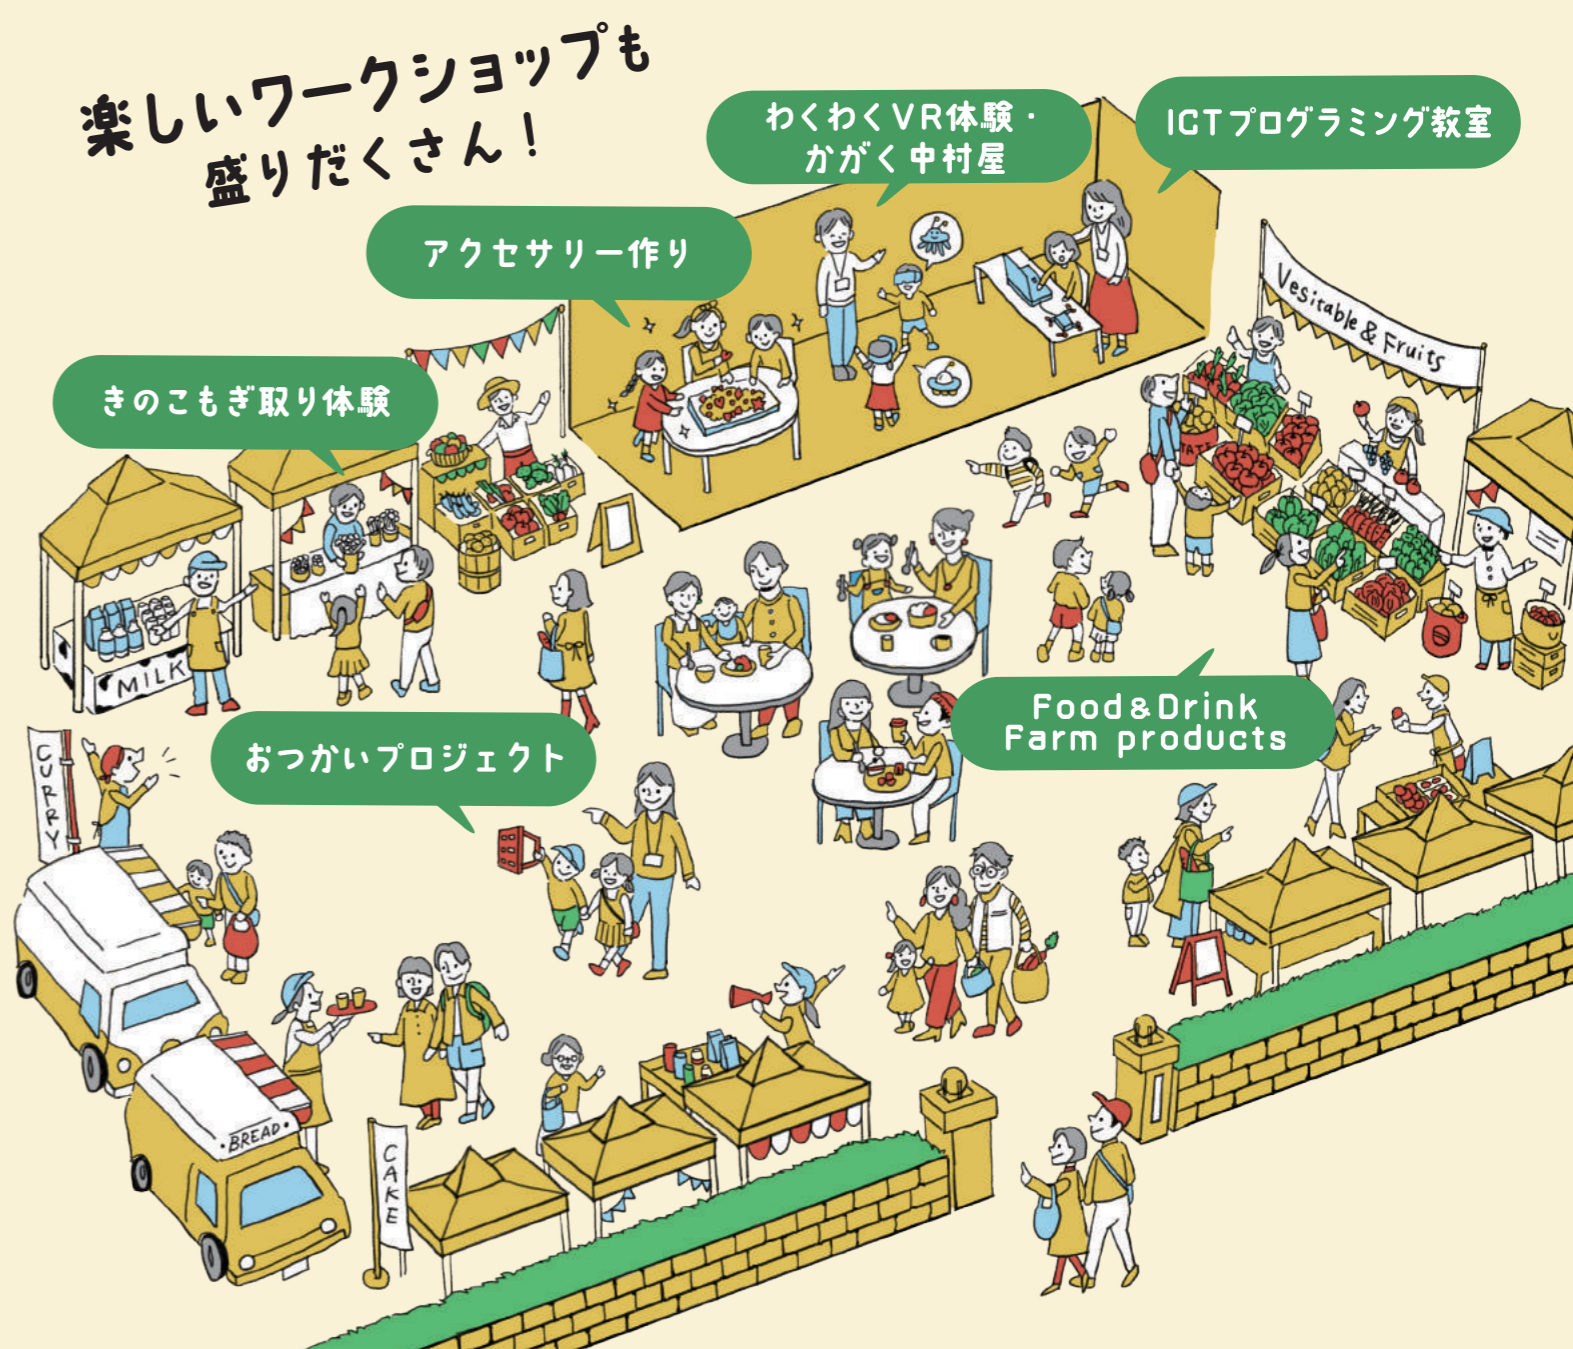 楽しいワークショップも
盛りだくさん！
わくわくVR体験・
かがく中村屋
ICTプログラミング教室
アクセサリー作り
きのこもぎ取り体験
Vesitable & Fruits
MILK
おつかいプロジェクト
Food&Drink
Farm products
CURRY
BREAD
CAKE